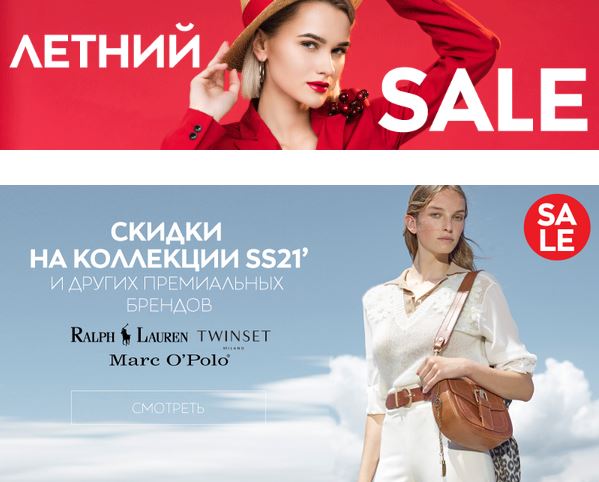 ЛЕТНИЙ
SALE
СКИДКИ
НА КОЛЛЕКЦИИ SS21’
И ДРУГИХ ПРЕМИАЛЬНЫХ
БРЕНДОВ
RALPH LAUREN TWINSET
MILANO
Marc O’Polo®
СМОТРЕТЬ
SA
LE